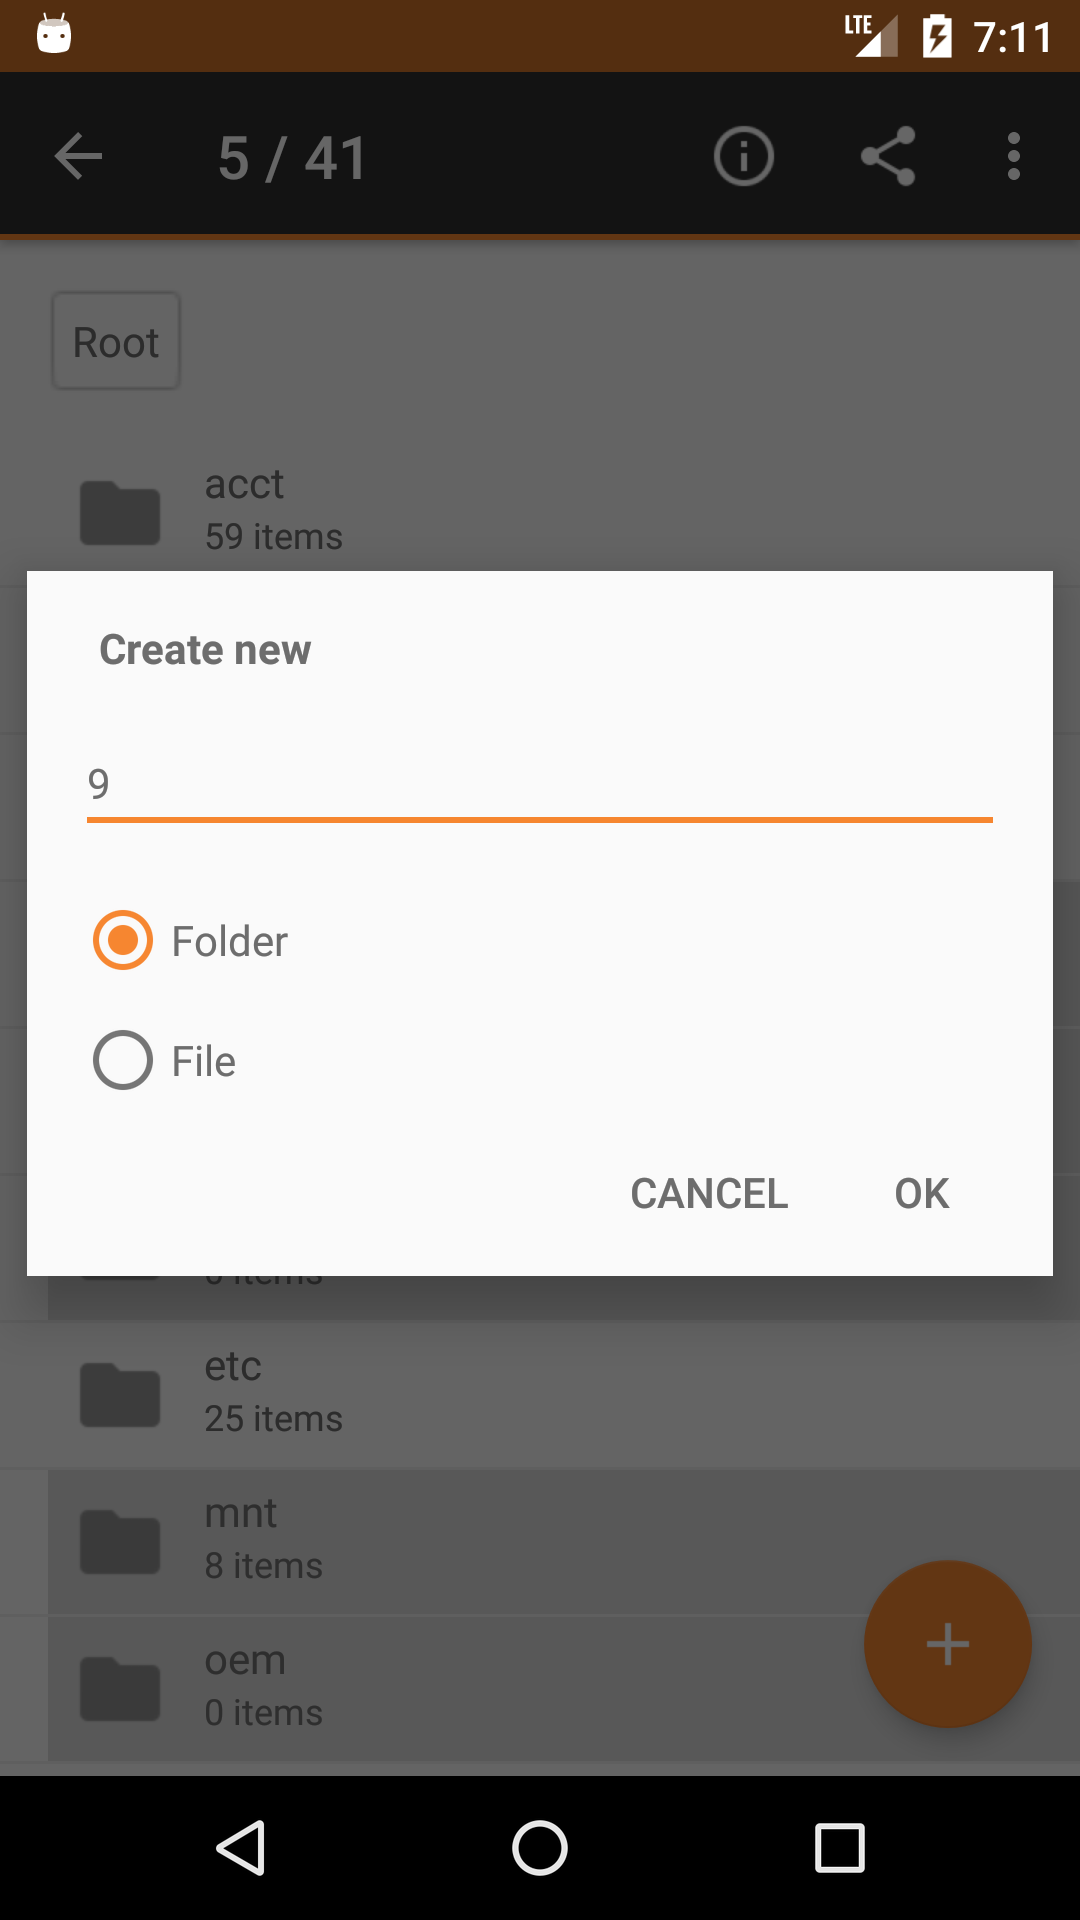 LTE 7:11
5 / 41
Root
acct
59 items
Create new
9
Folder
File
CANCEL OK
items
etc
25 items
mnt
8 items
oem
0 items